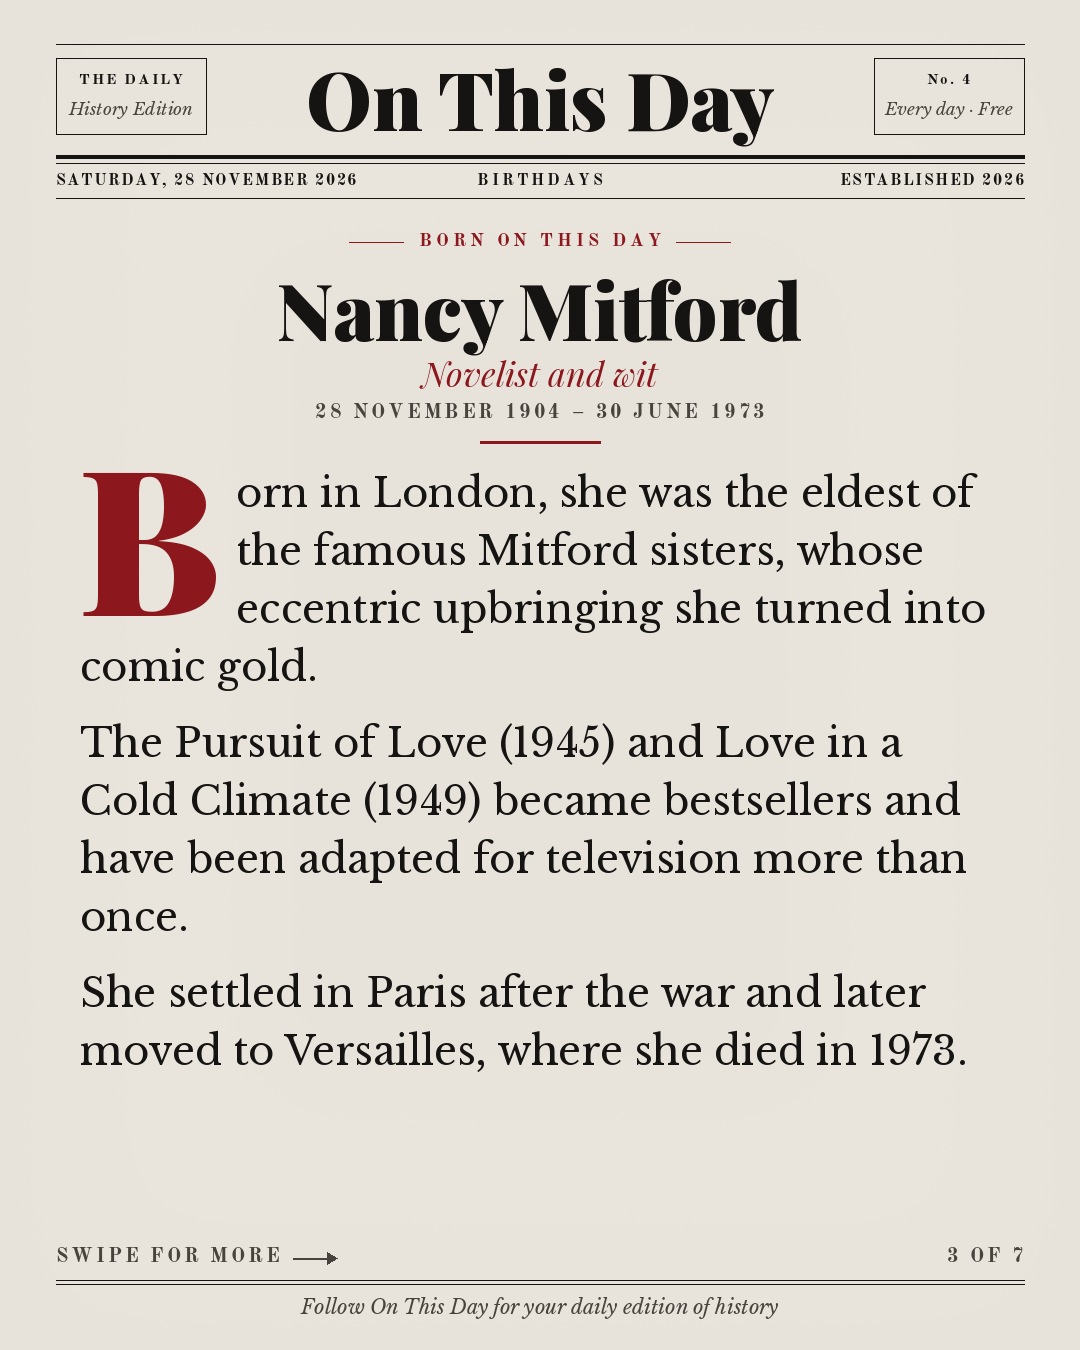 THE DAILY
History Edition
On This Day
No. 4
Every day · Free
SATURDAY, 28 NOVEMBER 2026
BIRTHDAYS
ESTABLISHED 2026
BORN ON THIS DAY
Nancy Mitford
Novelist and wit
28 NOVEMBER 1904 – 30 JUNE 1973
Born in London, she was the eldest of
the famous Mitford sisters, whose
eccentric upbringing she turned into
comic gold.
The Pursuit of Love (1945) and Love in a
Cold Climate (1949) became bestsellers and
have been adapted for television more than
once.
She settled in Paris after the war and later
moved to Versailles, where she died in 1973.
SWIPE FOR MORE
3 OF 7
Follow On This Day for your daily edition of history